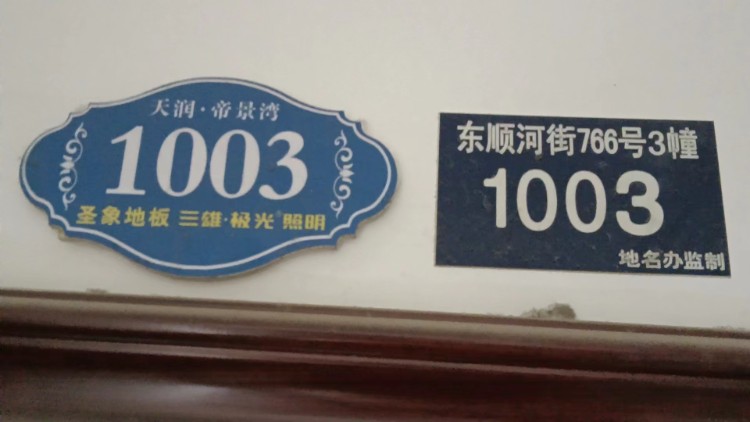 天润·帝景湾
1003
圣象地板 三雄·极光 照明
东顺河街766号3幢
1003
地名办监制